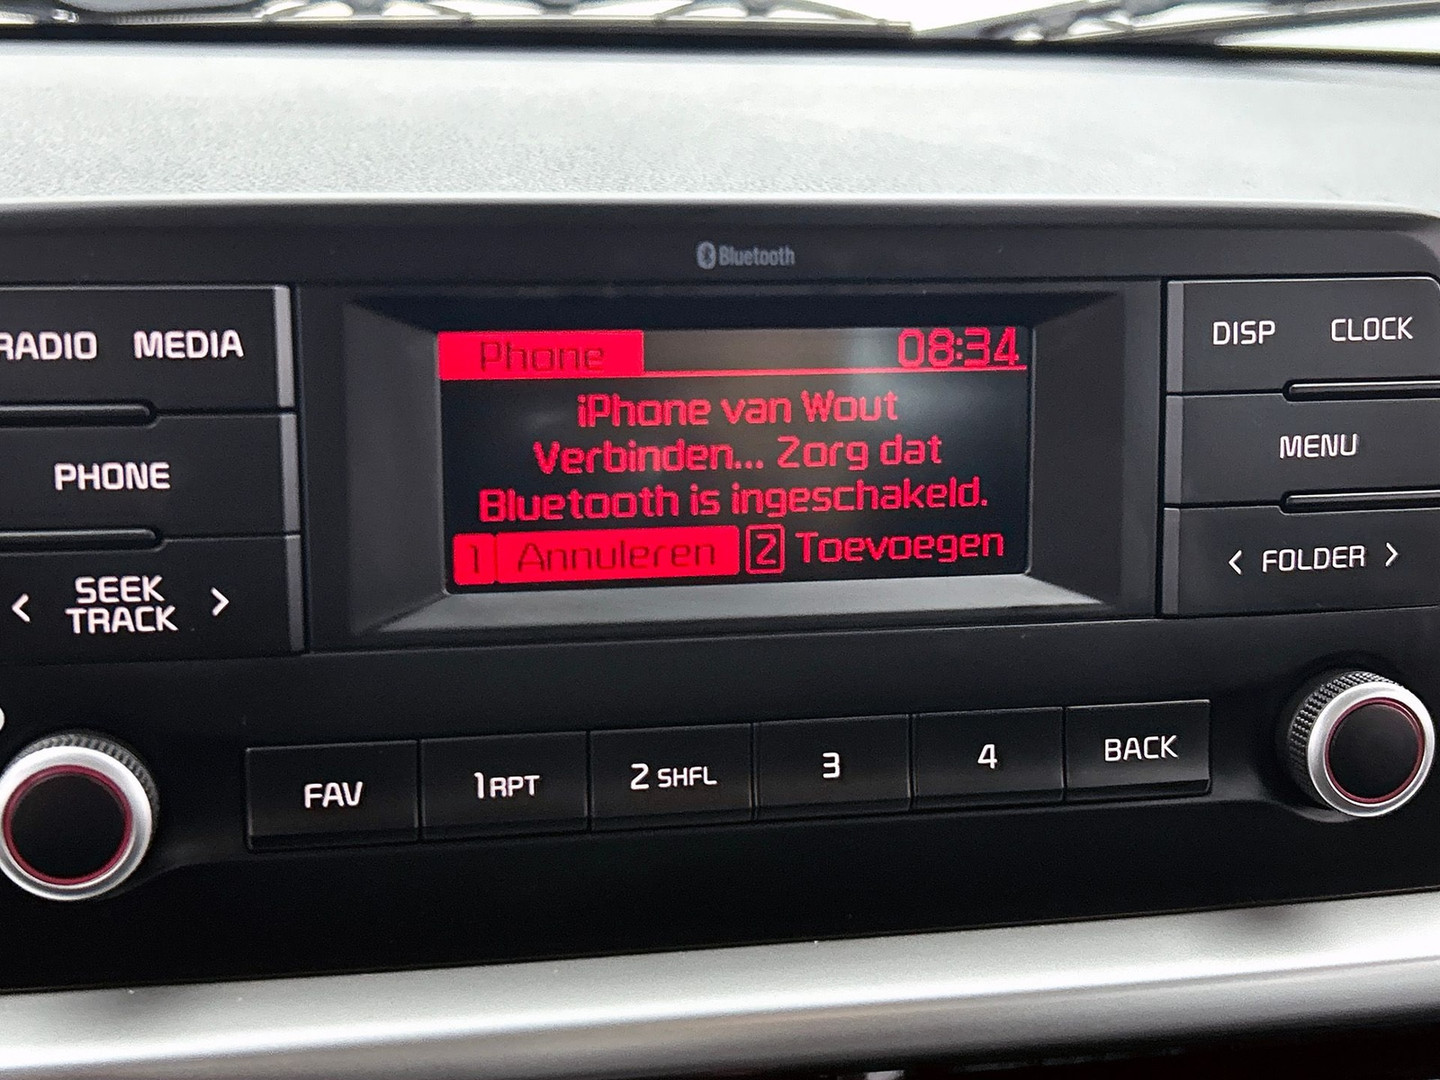 Bluetooth
RADIO MEDIA
PHONE
< SEEK TRACK >
Phone 08:34
iPhone van Wout
Verbinden... Zorg dat
Bluetooth is ingeschakeld.
1 Annuleren 2 Toevoegen
DISP CLOCK
MENU
< FOLDER >
FAV 1 RPT 2 SHFL 3 4 BACK